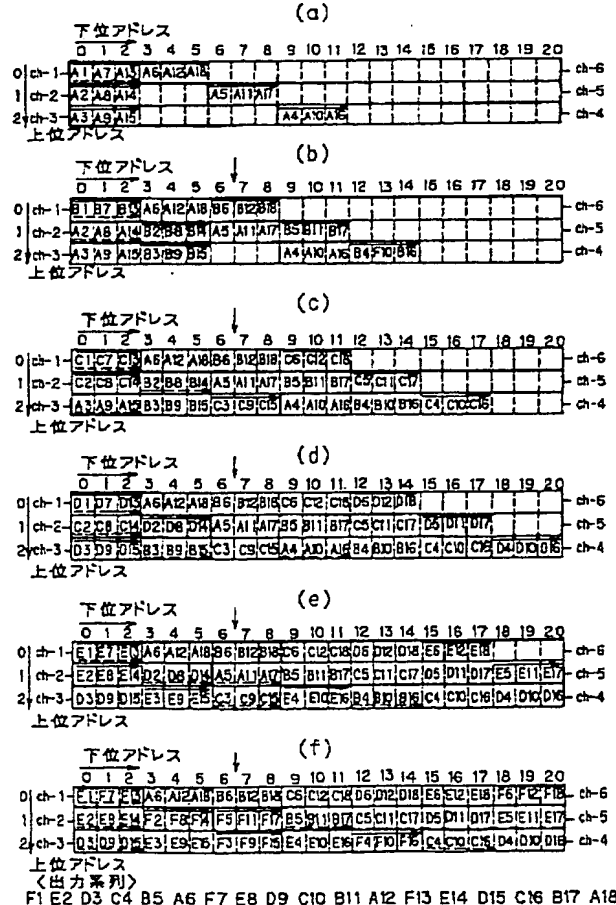 (a)
下位アドレス
0 1 2 3 4 5 6 7 8 9 10 11 12 13 14 15 16 17 18 19 20
0 ch-1 A1 A7 A13 A6 A12 A18 ch-6
1 ch-2 A2 A8 A14 A5 A11 A17 ch-5
2 ch-3 A3 A9 A15 A4 A10 A16 ch-4
上位アドレス
(b)
下位アドレス
0 1 2 3 4 5 6 7 8 9 10 11 12 13 14 15 16 17 18 19 20
0 ch-1 B1 B7 B13 A6 A12 A18 B6 B12 B18 ch-6
1 ch-2 A2 A8 A14 B2 B8 B14 A5 A11 A17 B5 B11 B17 ch-5
2 ch-3 A3 A9 A15 B3 B9 B15 A4 A10 A16 B4 F10 B16 ch-4
上位アドレス
(c)
下位アドレス
0 1 2 3 4 5 6 7 8 9 10 11 12 13 14 15 16 17 18 19 20
0 ch-1 C1 C7 C13 A6 A12 A18 B6 B12 B18 C6 C12 C18 ch-6
1 ch-2 C2 C8 C14 B2 B8 B14 A5 A11 A17 B5 B11 B17 C5 C11 C17 ch-5
2 ch-3 A3 A9 A15 B3 B9 B15 C3 C9 C15 A4 A10 A16 B4 B10 B16 C4 C10 C16 ch-4
上位アドレス
(d)
下位アドレス
0 1 2 3 4 5 6 7 8 9 10 11 12 13 14 15 16 17 18 19 20
0 ch-1 D1 D7 D13 A6 A12 A18 B6 B12 B18 C6 C12 C18 D6 D12 D18 ch-6
1 ch-2 C2 C8 C14 D2 D8 D14 A5 A11 A17 B5 B11 B17 C5 C11 C17 D5 D11 D17 ch-5
2 ch-3 D3 D9 D15 B3 B9 B15 C3 C9 C15 A4 A10 A16 B4 B10 B16 C4 C10 C16 D4 D10 D16 ch-4
上位アドレス
(e)
下位アドレス
0 1 2 3 4 5 6 7 8 9 10 11 12 13 14 15 16 17 18 19 20
0 ch-1 E1 E7 E13 A6 A12 A18 B6 B12 B18 C6 C12 C18 D6 D12 D18 E6 E12 E18 ch-6
1 ch-2 E2 E8 E14 D2 D8 D14 A5 A11 A17 B5 B11 B17 C5 C11 C17 D5 D11 D17 E5 E11 E17 ch-5
2 ch-3 D3 D9 D15 E3 E9 E15 C3 C9 C15 E4 E10 E16 B4 B10 B16 C4 C10 C16 D4 D10 D16 ch-4
上位アドレス
(f)
下位アドレス
0 1 2 3 4 5 6 7 8 9 10 11 12 13 14 15 16 17 18 19 20
0 ch-1 E1 F7 E13 A6 A12 A18 B6 B12 B18 C6 C12 C18 D6 D12 D18 E6 E12 E18 F6 F12 F18 ch-6
1 ch-2 E2 E8 E14 F2 F8 F14 F5 F11 F17 B5 B11 B17 C5 C11 C17 D5 D11 D17 E5 E11 E17 ch-5
2 ch-3 D3 D9 D15 E3 E9 E15 F3 F9 F15 E4 E10 E16 F4 F10 F16 C4 C10 C16 D4 D10 D16 ch-4
上位アドレス
〈出力系列〉
F1 E2 D3 C4 B5 A6 F7 E8 D9 C10 B11 A12 F13 E14 D15 C16 B17 A18